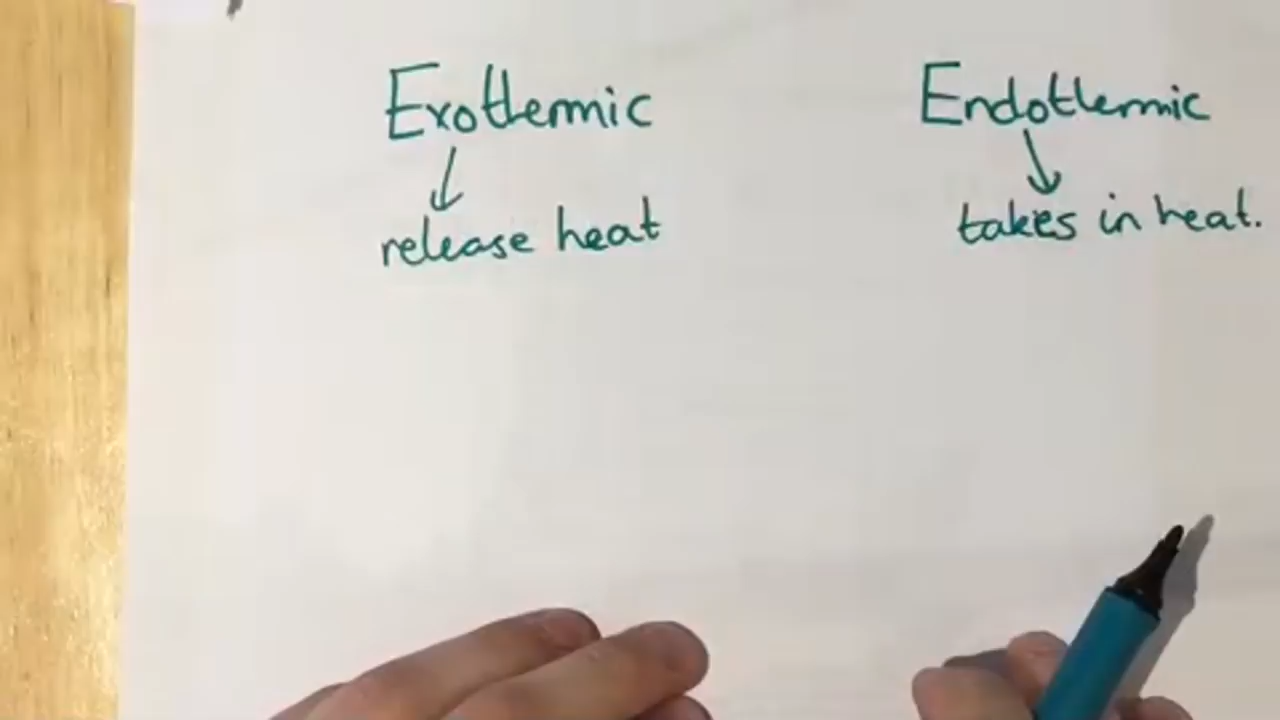 Exothermic
Endothermic
release heat
takes in heat.